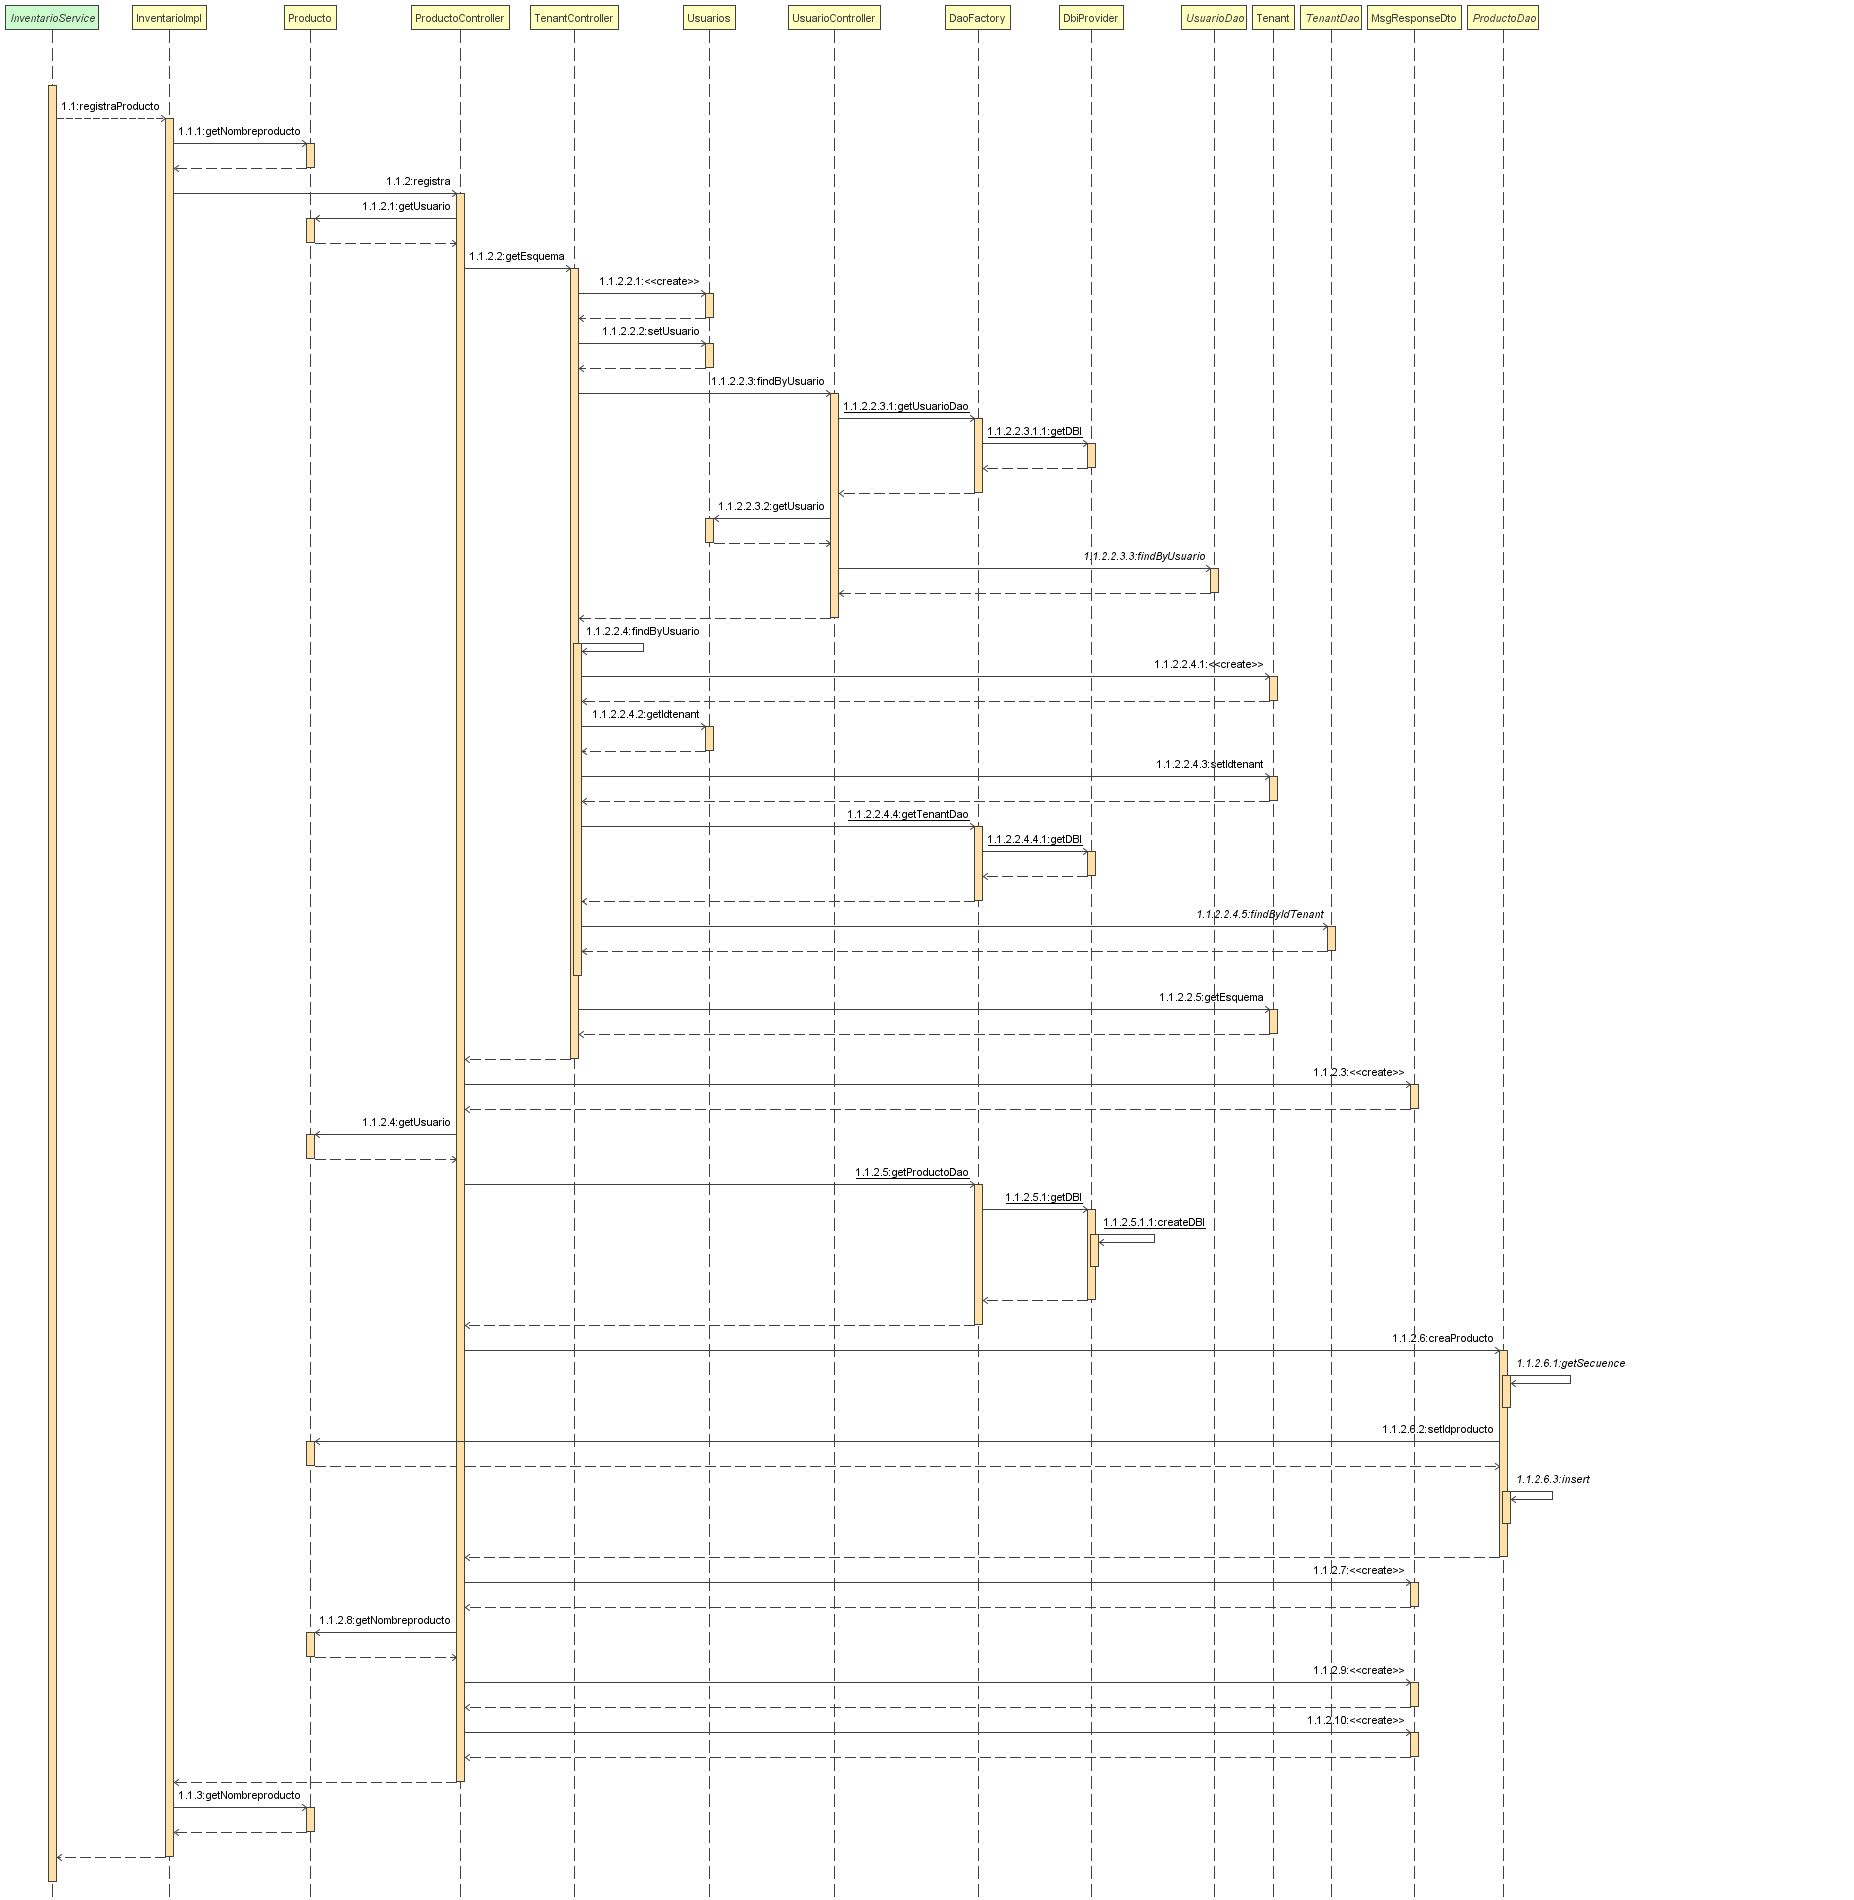 InventarioService
InventarioImpl
Producto
ProductoController
TenantController
Usuarios
UsuarioController
DaoFactory
DbiProvider
UsuarioDao
Tenant
TenantDao
MsgResponseDto
ProductoDao
1.1:registraProducto
1.1.1:getNombreproducto
1.1.2:registra
1.1.2.1:getUsuario
1.1.2.2:getEsquema
1.1.2.2.1:<<create>>
1.1.2.2.2:setUsuario
1.1.2.2.3:findByUsuario
1.1.2.2.3.1:getUsuarioDao
1.1.2.2.3.1.1:getDBI
1.1.2.2.3.2:getUsuario
1.1.2.2.3.3:findByUsuario
1.1.2.2.4:findByUsuario
1.1.2.2.4.1:<<create>>
1.1.2.2.4.2:getIdtenant
1.1.2.2.4.3:setIdtenant
1.1.2.2.4.4:getTenantDao
1.1.2.2.4.4.1:getDBI
1.1.2.2.4.5:findByIdTenant
1.1.2.2.5:getEsquema
1.1.2.3:<<create>>
1.1.2.4:getUsuario
1.1.2.5:getProductoDao
1.1.2.5.1:getDBI
1.1.2.5.1.1:createDBI
1.1.2.6:creaProducto
1.1.2.6.1:getSecuence
1.1.2.6.2:setIdproducto
1.1.2.6.3:insert
1.1.2.7:<<create>>
1.1.2.8:getNombreproducto
1.1.2.9:<<create>>
1.1.2.10:<<create>>
1.1.3:getNombreproducto